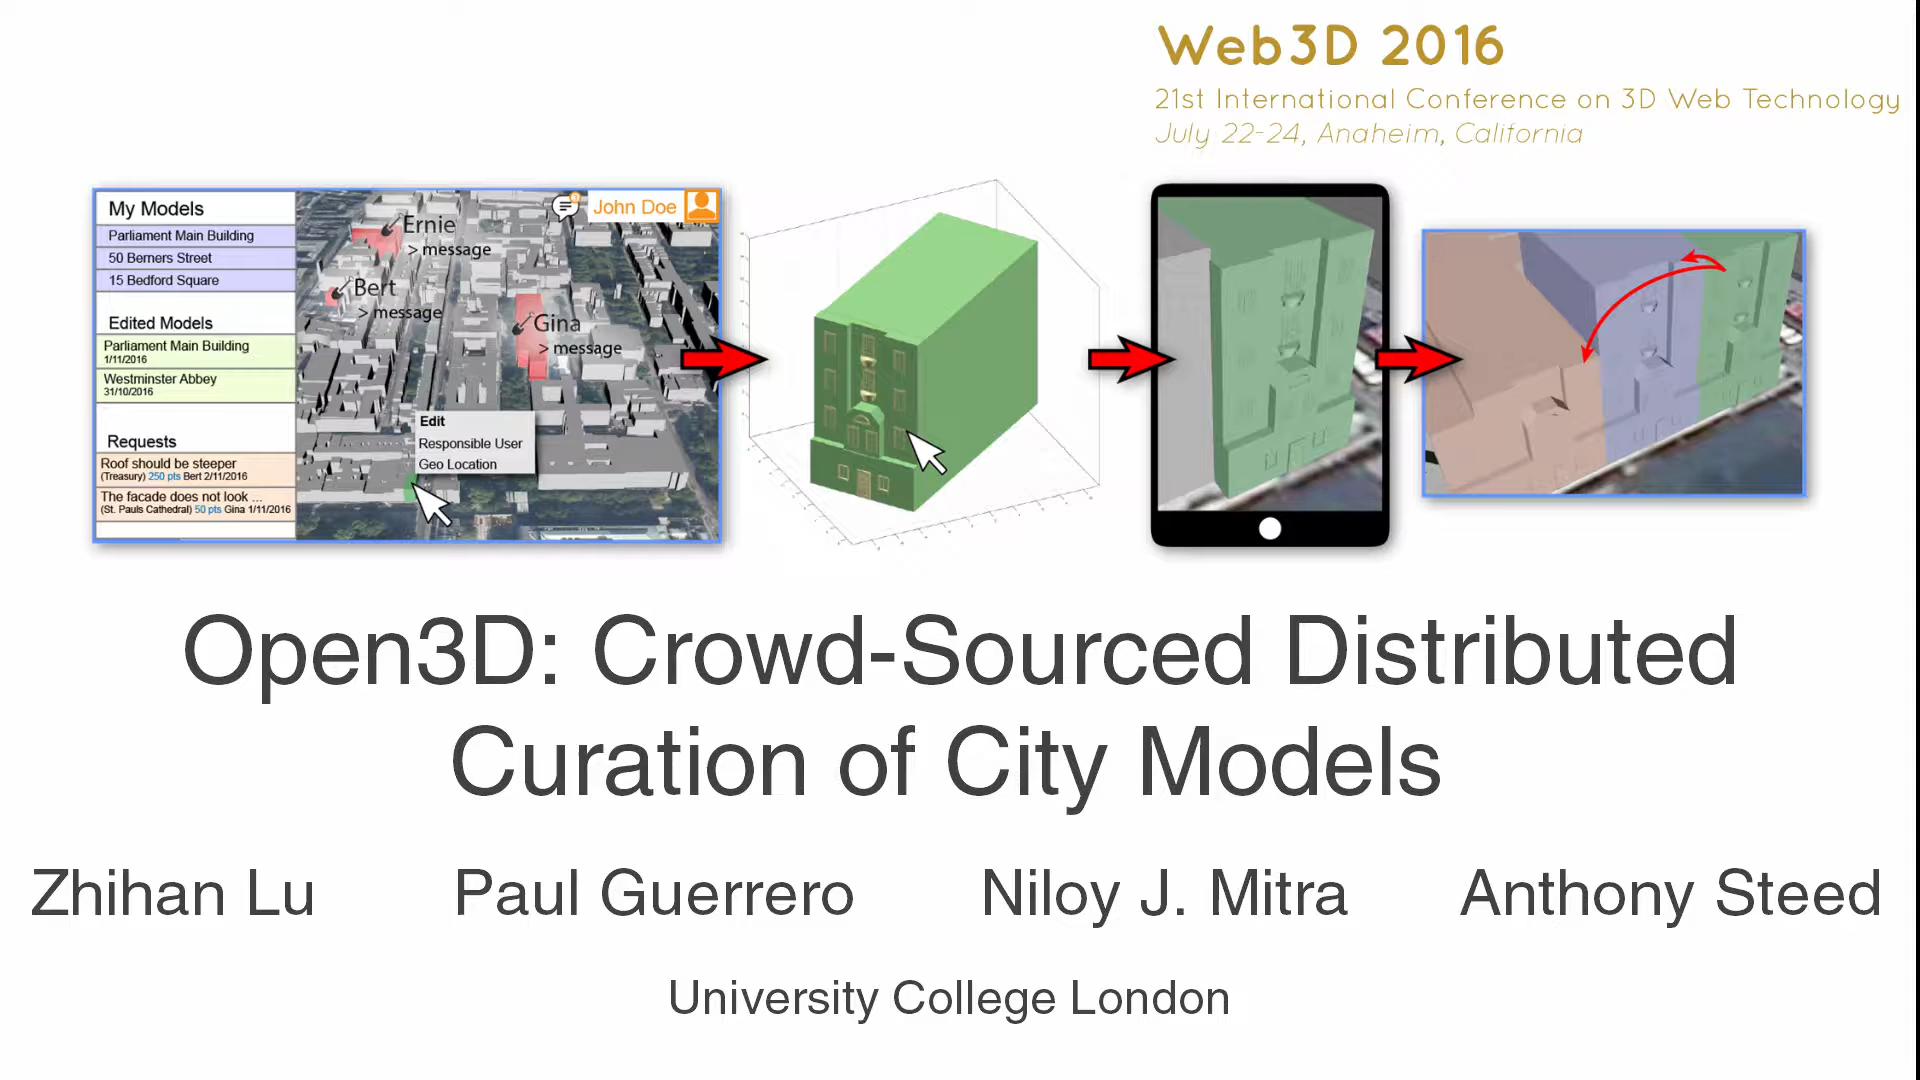 Web3D 2016
21st International Conference on 3D Web Technology
July 22-24, Anaheim, California
My Models
Parliament Main Building
50 Berners Street
15 Bedford Square
Edited Models
Parliament Main Building
1/11/2016
Westminster Abbey
31/10/2016
Requests
Roof should be steeper
(Treasury) 250 pts Bert 2/11/2016
The facade does not look ...
(St. Pauls Cathedral) 50 pts Gina 1/11/2016
John Doe
Ernie
> message
Bert
> message
Gina
> message
Edit
Responsible User
Geo Location
Open3D: Crowd-Sourced Distributed
Curation of City Models
Zhihan Lu Paul Guerrero Niloy J. Mitra Anthony Steed
University College London